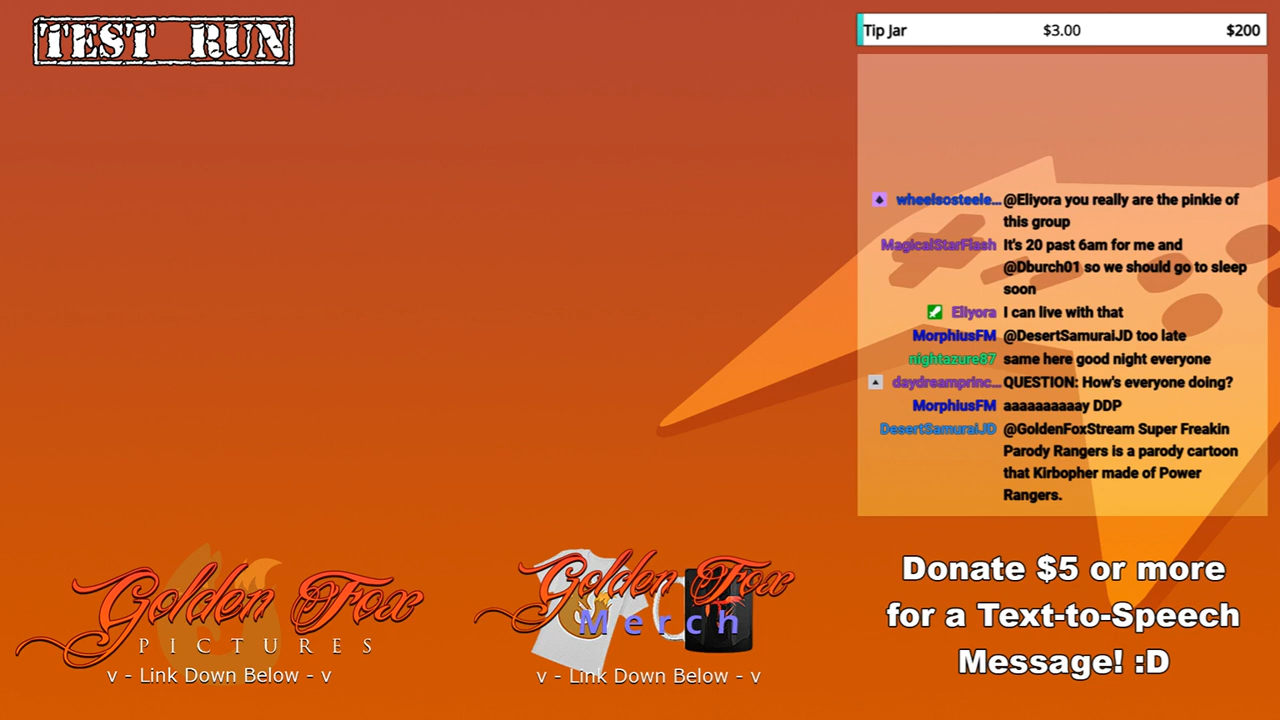 TEST RUN
Tip Jar $3.00 $200
wheelsosteele... @Eliyora you really are the pinkie of
this group
MagicalStarFlash It's 20 past 6am for me and
@Dburch01 so we should go to sleep
soon
Eliyora I can live with that
MorphiusFM @DesertSamuraiJD too late
nightazure87 same here good night everyone
daydreamprinc... QUESTION: How's everyone doing?
MorphiusFM aaaaaaaaaay DDP
DesertSamuraiJD @GoldenFoxStream Super Freakin
Parody Rangers is a parody cartoon
that Kirbopher made of Power
Rangers.
Golden Fox
PICTURES
v - Link Down Below - v
Golden Fox
Merch
v - Link Down Below - v
Donate $5 or more
for a Text-to-Speech
Message! :D